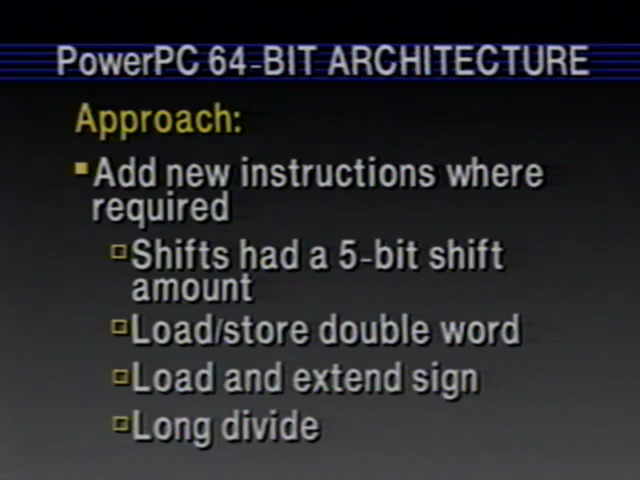 PowerPC 64-BIT ARCHITECTURE
Approach:
Add new instructions where
required
Shifts had a 5-bit shift
amount
Load/store double word
Load and extend sign
Long divide